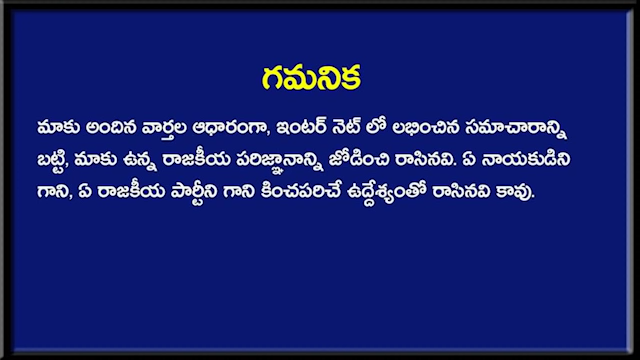 గమనిక
మాకు అందిన వార్తల ఆధారంగా, ఇంటర్ నెట్ లో లభించిన సమాచారాన్ని
బట్టి, మాకు ఉన్న రాజకీయ పరిజ్ఞానాన్ని జోడించి రాసినవి. ఏ నాయకుడిని
గాని, ఏ రాజకీయ పార్టీని గాని కించపరిచే ఉద్దేశ్యంతో రాసినవి కావు.